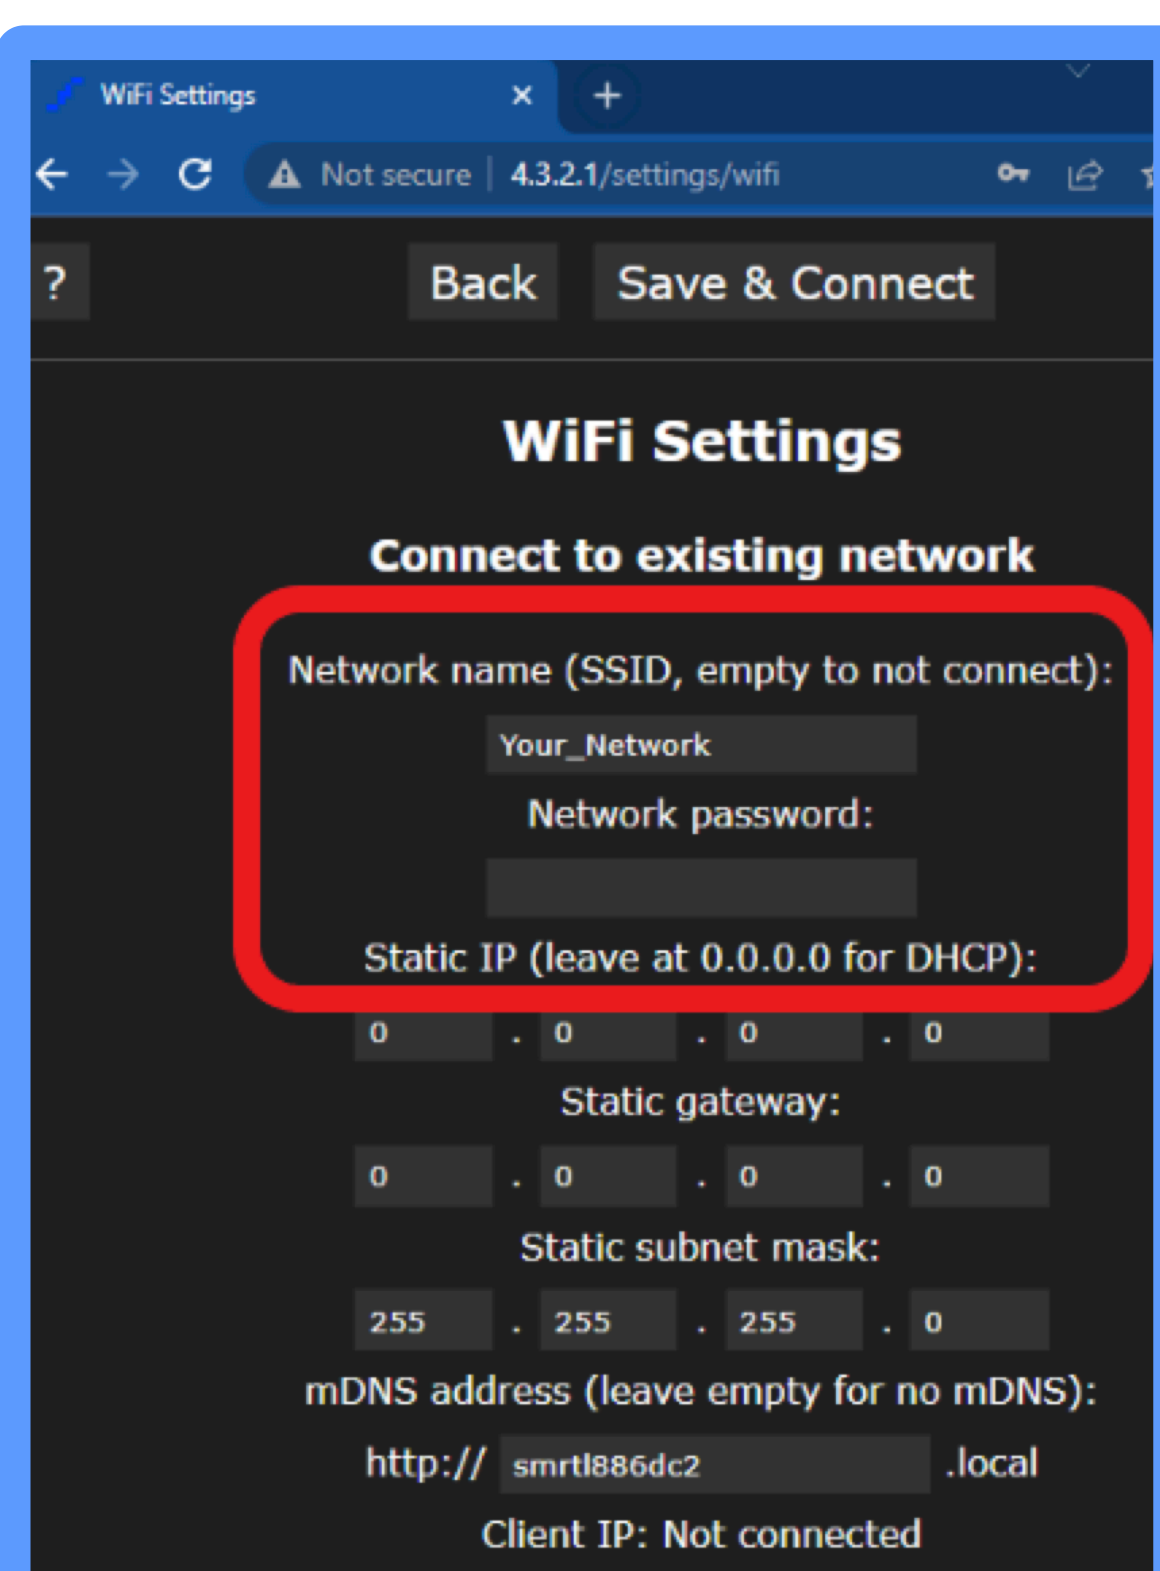 WiFi Settings
Not secure | 4.3.2.1/settings/wifi
?
Back
Save & Connect
WiFi Settings
Connect to existing network
Network name (SSID, empty to not connect):
Your_Network
Network password:
Static IP (leave at 0.0.0.0 for DHCP):
0 . 0 . 0 . 0
Static gateway:
0 . 0 . 0 . 0
Static subnet mask:
255 . 255 . 255 . 0
mDNS address (leave empty for no mDNS):
http:// smrtl886dc2 .local
Client IP: Not connected